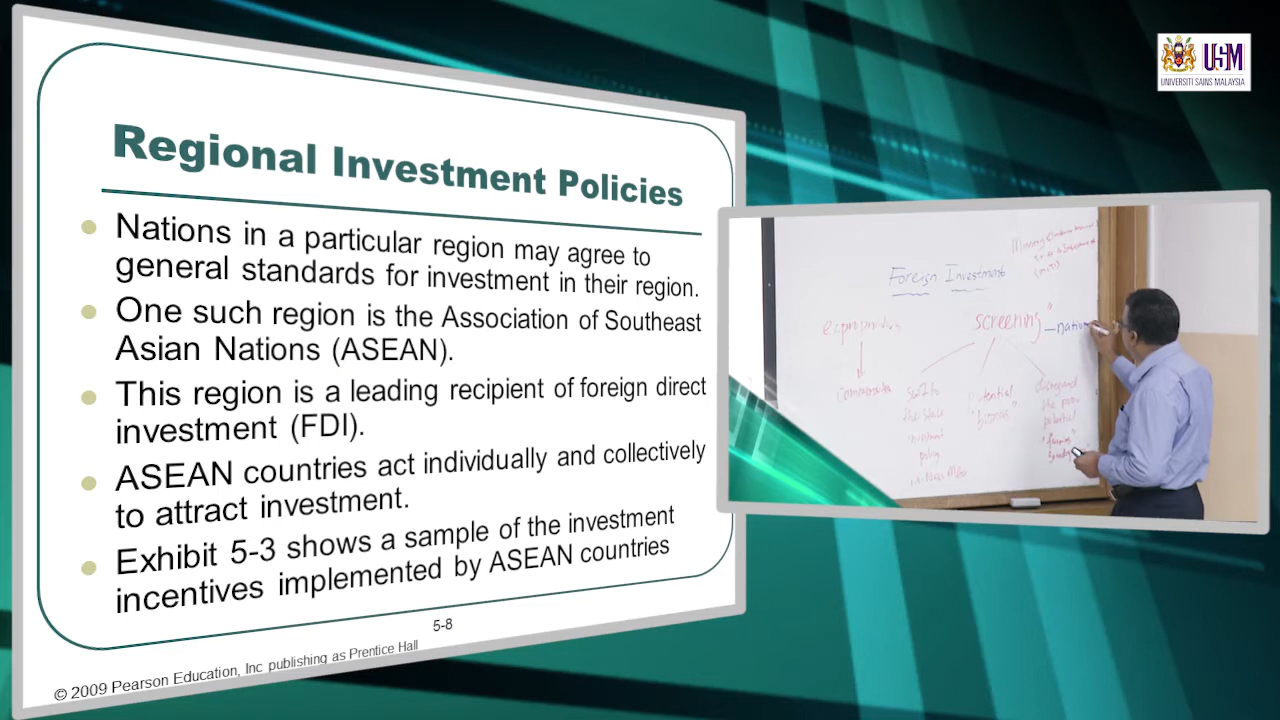 Regional Investment Policies
Nations in a particular region may agree to
general standards for investment in their region.
One such region is the Association of Southeast
Asian Nations (ASEAN).
This region is a leading recipient of foreign direct
investment (FDI).
ASEAN countries act individually and collectively
to attract investment.
Exhibit 5-3 shows a sample of the investment
incentives implemented by ASEAN countries
5-8
© 2009 Pearson Education, Inc publishing as Prentice Hall
USM
UNIVERSITI SAINS MALAYSIA
Foreign Investment
screening